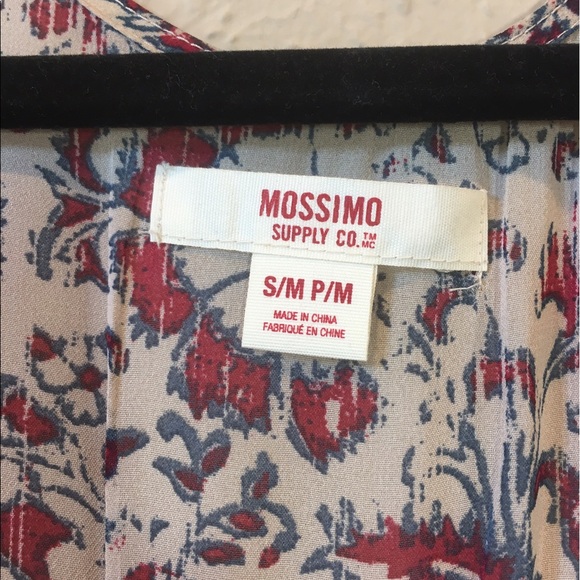 MOSSIMO
SUPPLY CO.™ MC
S/M P/M
MADE IN CHINA
FABRIQUÉ EN CHINE